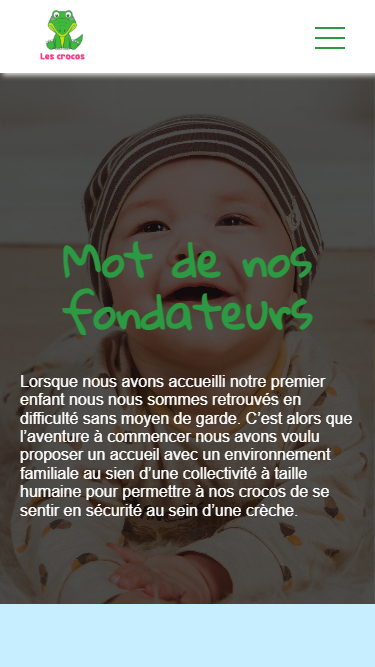 Les crocos
Mot de nos
fondateurs
Lorsque nous avons accueilli notre premier
enfant nous nous sommes retrouvés en
difficulté sans moyen de garde. C’est alors que
l’aventure à commencer nous avons voulu
proposer un accueil avec un environnement
familiale au sien d’une collectivité à taille
humaine pour permettre à nos crocos de se
sentir en sécurité au sein d’une crèche.